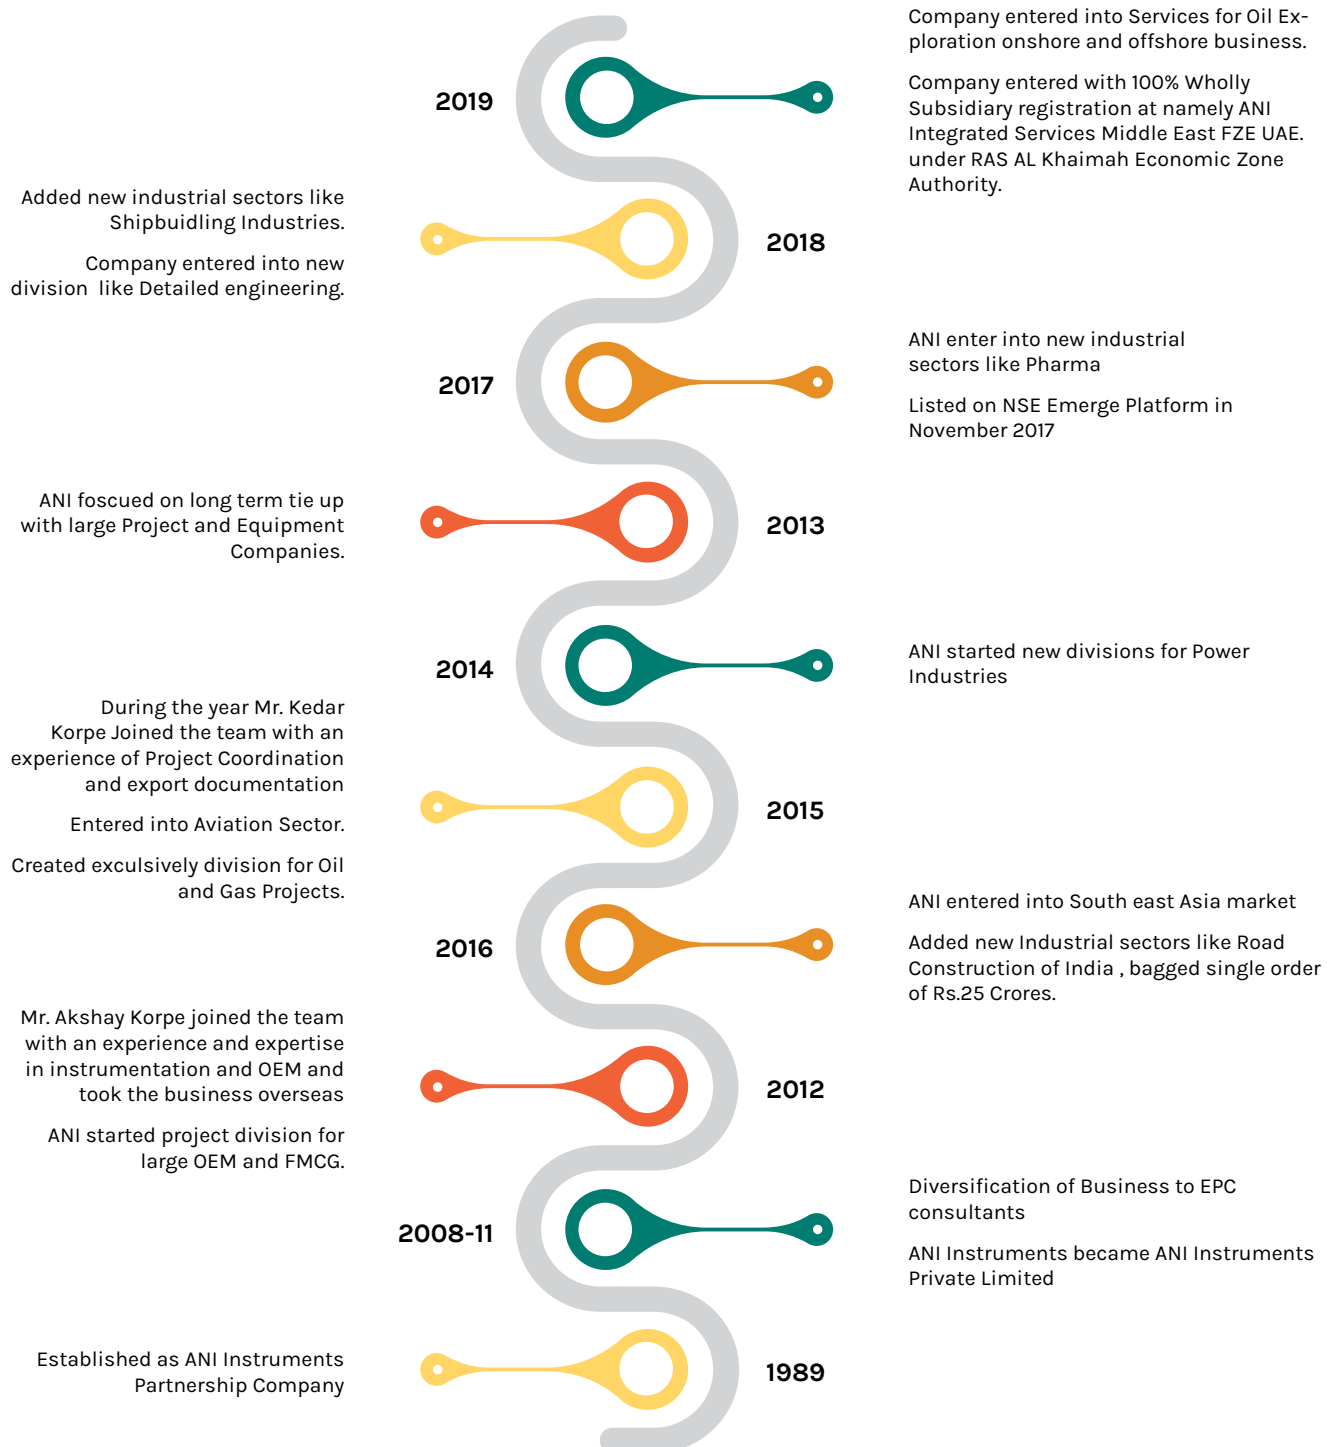 2019
Company entered into Services for Oil Ex-
ploration onshore and offshore business.
Company entered with 100% Wholly
Subsidiary registration at namely ANI
Integrated Services Middle East FZE UAE.
under RAS AL Khaimah Economic Zone
Authority.
Added new industrial sectors like
Shipbuidling Industries.
Company entered into new
division  like Detailed engineering.
2018
2017
ANI enter into new industrial
sectors like Pharma
Listed on NSE Emerge Platform in
November 2017
ANI foscued on long term tie up
with large Project and Equipment
Companies.
2013
2014
ANI started new divisions for Power
Industries
During the year Mr. Kedar
Korpe Joined the team with an
experience of Project Coordination
and export documentation
Entered into Aviation Sector.
Created exculsively division for Oil
and Gas Projects.
2015
2016
ANI entered into South east Asia market
Added new Industrial sectors like Road
Construction of India , bagged single order
of Rs.25 Crores.
Mr. Akshay Korpe joined the team
with an experience and expertise
in instrumentation and OEM and
took the business overseas
ANI started project division for
large OEM and FMCG.
2012
2008-11
Diversification of Business to EPC
consultants
ANI Instruments became ANI Instruments
Private Limited
Established as ANI Instruments
Partnership Company
1989